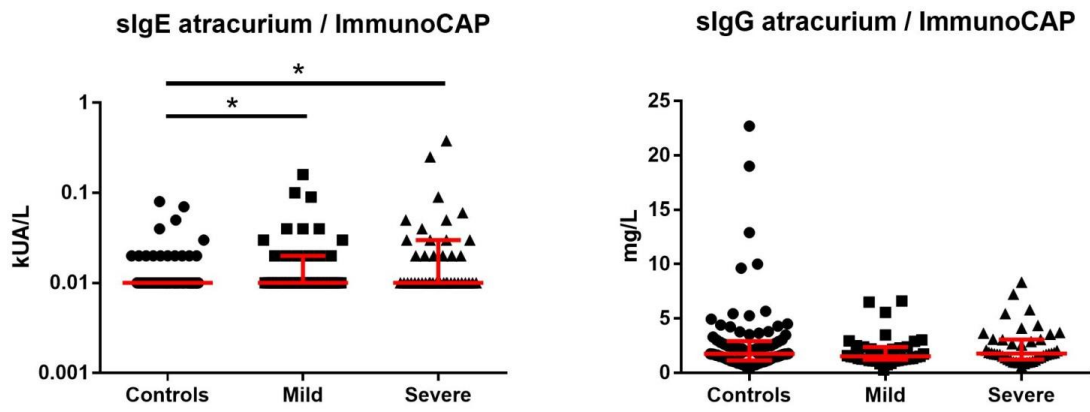 sIgE atracurium / ImmunoCAP
*
*
1
0.1
0.01
0.001
kUA/L
Controls Mild Severe
sIgG atracurium / ImmunoCAP
25
20
15
10
5
0
mg/L
Controls Mild Severe